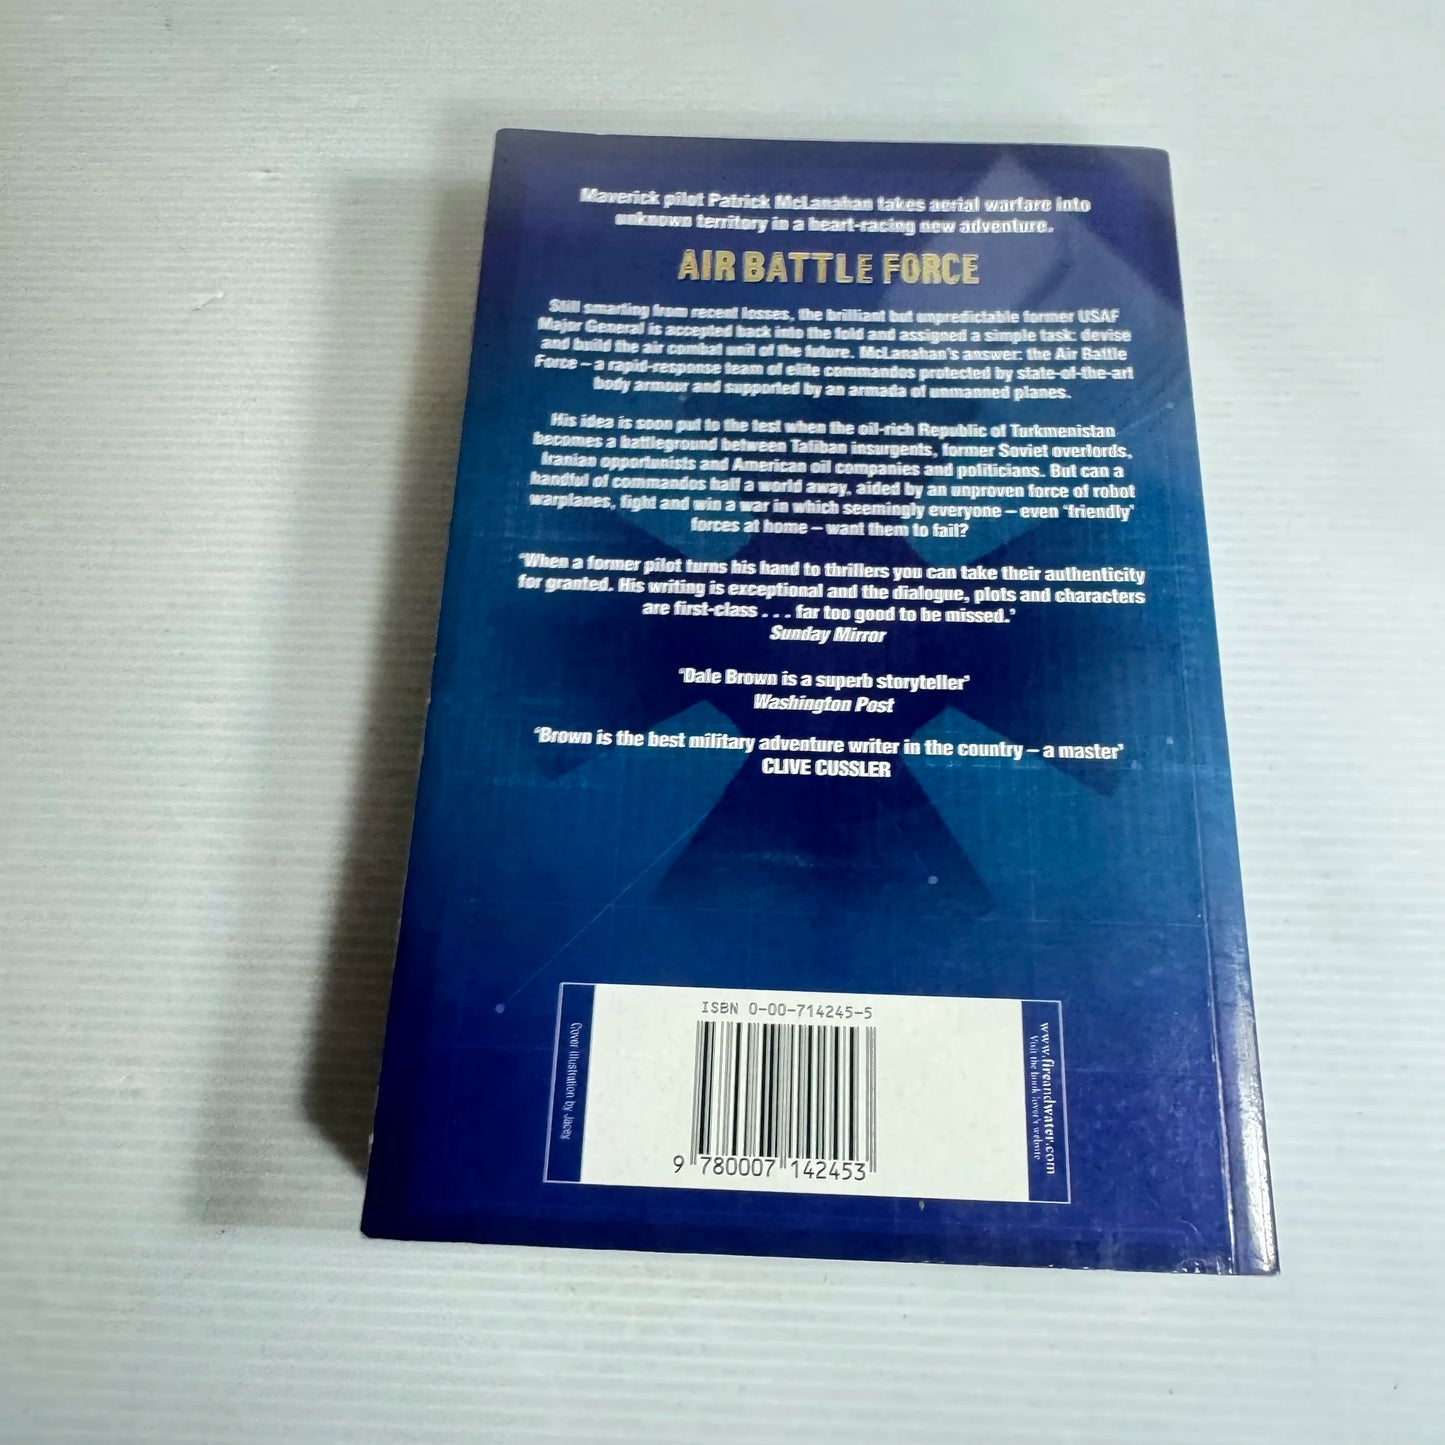 Maverick pilot Patrick McLanahan takes aerial warfare into
unknown territory in a heart-racing new adventure.
AIR BATTLE FORCE
Still smarting from recent losses, the brilliant but unpredictable former USAF
Major General is accepted back into the fold and assigned a simple task: devise
and build the air combat unit of the future. McLanahan's answer: the Air Battle
Force – a rapid-response team of elite commandos protected by state-of-the-art
body armour and supported by an armada of unmanned planes.
His idea is soon put to the test when the oil-rich Republic of Turkmenistan
becomes a battleground between Taliban insurgents, former Soviet overlords,
Iranian opportunists and American oil companies and politicians. But can a
handful of commandos half a world away, aided by an unproven force of robot
warplanes, fight and win a war in which seemingly everyone – even 'friendly'
forces at home – want them to fail?
'When a former pilot turns his hand to thrillers you can take their authenticity
for granted. His writing is exceptional and the dialogue, plots and characters
are first-class . . . far too good to be missed.'
Sunday Mirror
'Dale Brown is a superb storyteller'
Washington Post
'Brown is the best military adventure writer in the country – a master'
CLIVE CUSSLER
Cover illustration by Jacey
ISBN 0-00-714245-5
9 780007 142453
www.fireandwater.com
Visit the book lover's website